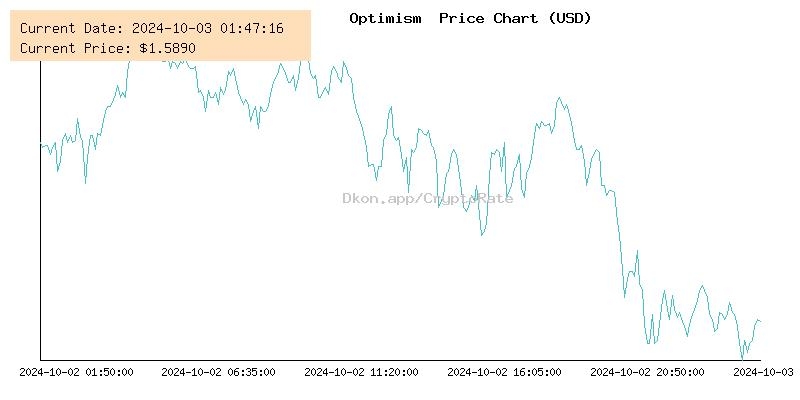 Optimism Price Chart (USD)
Current Date: 2024-10-03 01:47:16
Current Price: $1.5890
Dkon.app/CryptoRate
2024-10-02 01:50:00 2024-10-02 06:35:00 2024-10-02 11:20:00 2024-10-02 16:05:00 2024-10-02 20:50:00 2024-10-03